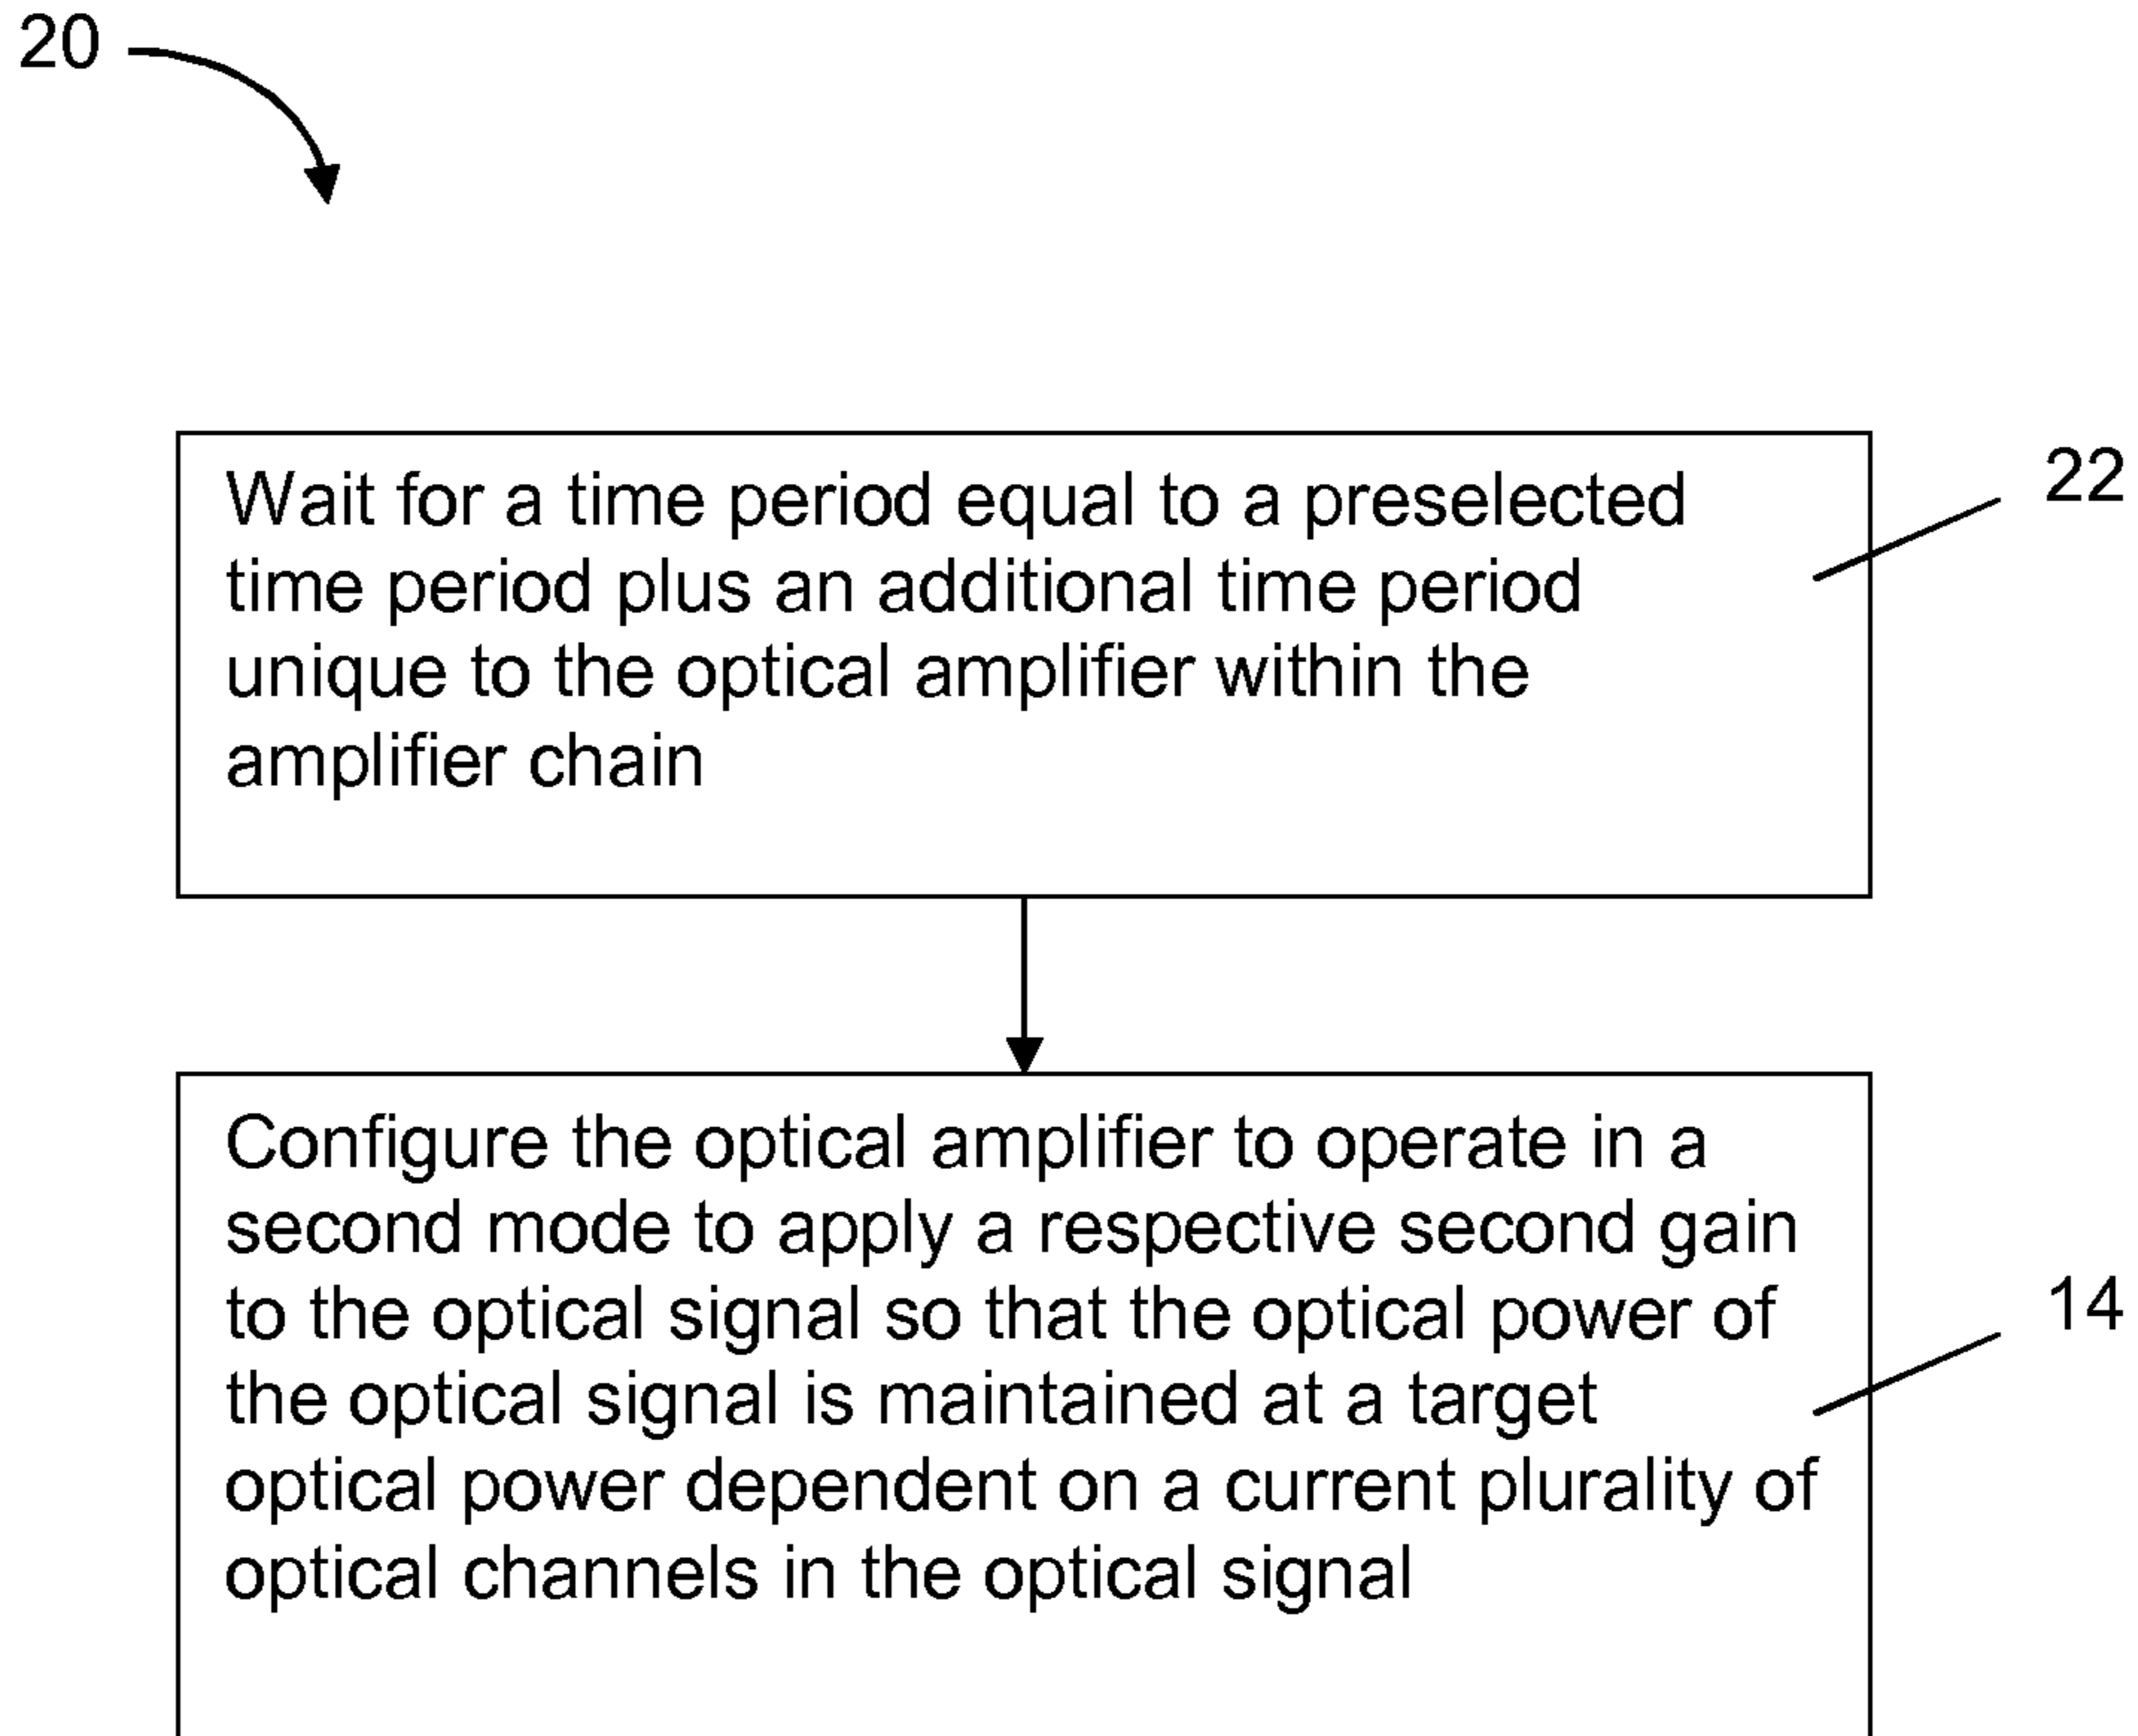 20
Wait for a time period equal to a preselected
time period plus an additional time period
unique to the optical amplifier within the
amplifier chain
22
Configure the optical amplifier to operate in a
second mode to apply a respective second gain
to the optical signal so that the optical power of
the optical signal is maintained at a target
optical power dependent on a current plurality of
optical channels in the optical signal
14